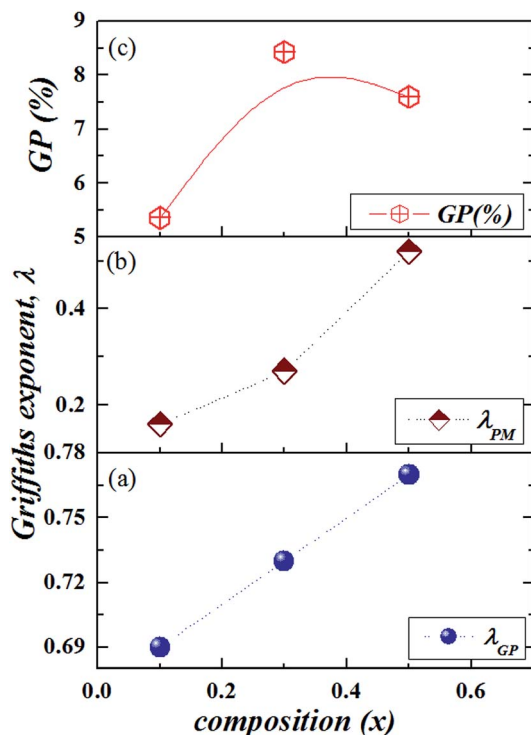 GP (%)
9
8
7
6
5
(c)
GP(%)
Griffiths exponent, λ
0.4
0.2
(b)
λPM
0.78
0.75
0.72
0.69
(a)
λGP
0.0 0.2 0.4 0.6
composition (x)